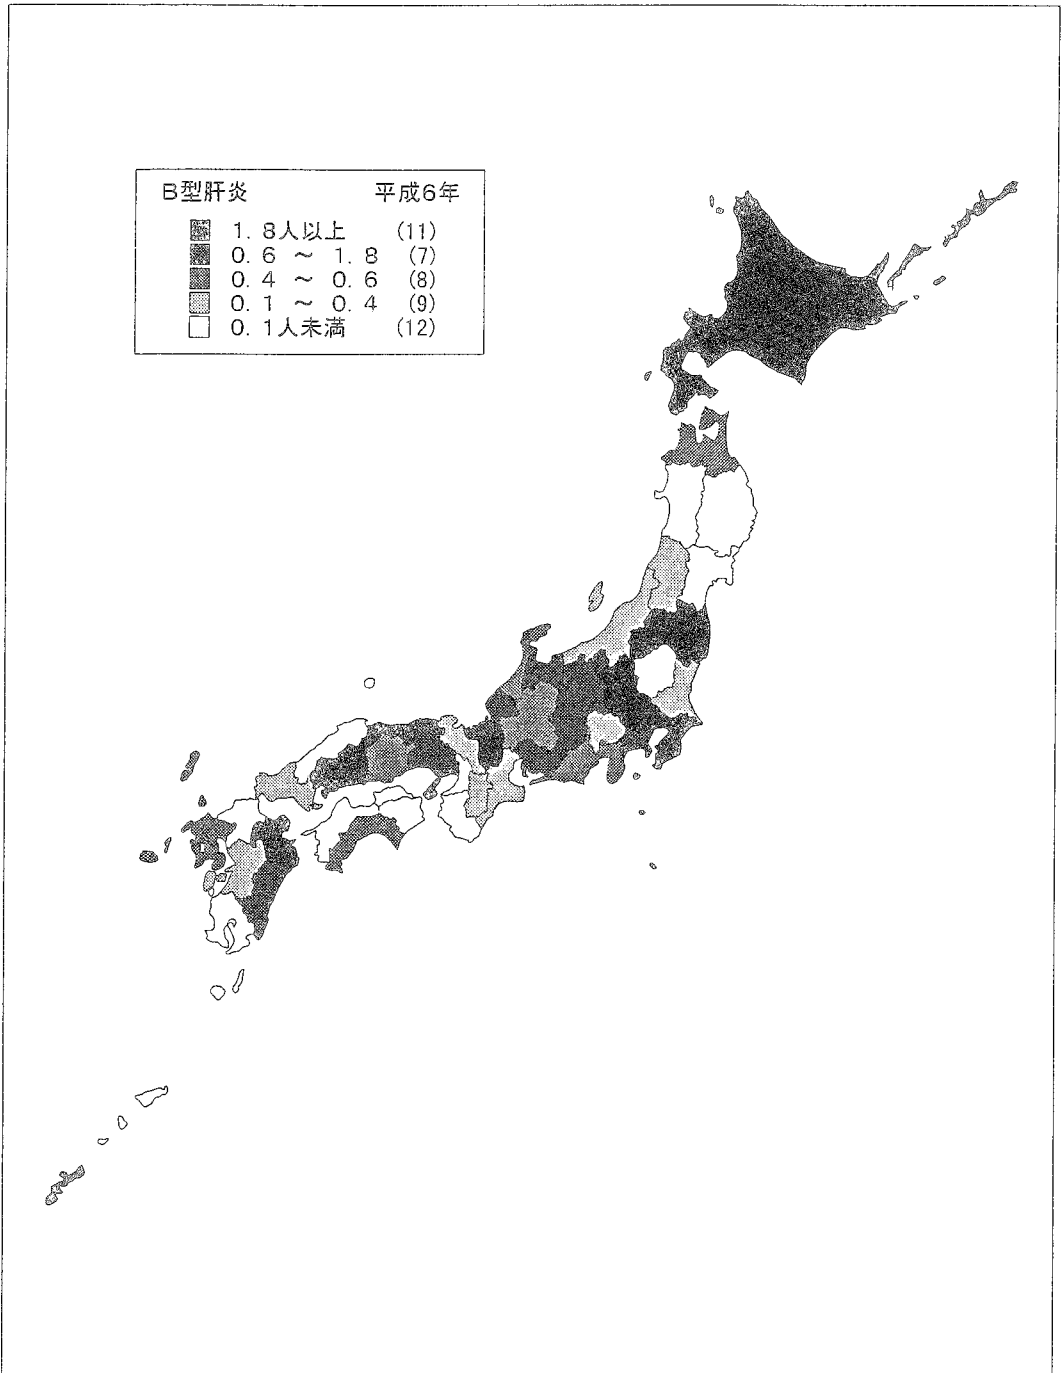 B型肝炎 平成6年
1. 8人以上 (11)
0. 6 ～ 1. 8 (7)
0. 4 ～ 0. 6 (8)
0. 1 ～ 0. 4 (9)
0. 1人未満 (12)